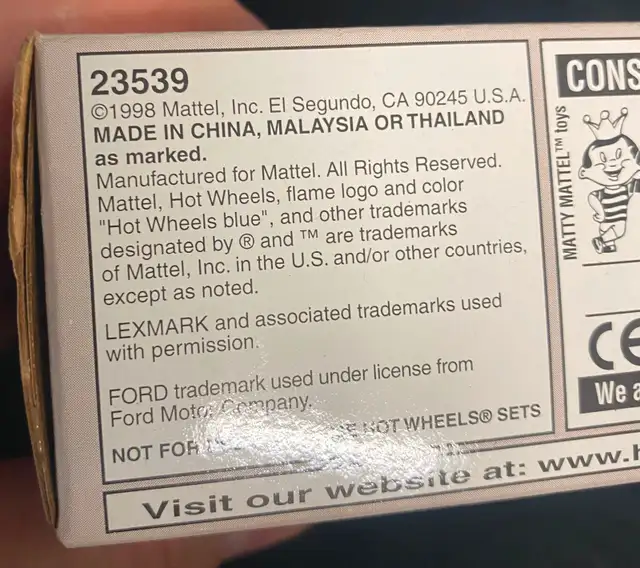 23539
©1998 Mattel, Inc. El Segundo, CA 90245 U.S.A.
MADE IN CHINA, MALAYSIA OR THAILAND
as marked.
Manufactured for Mattel. All Rights Reserved.
Mattel, Hot Wheels, flame logo and color
"Hot Wheels blue", and other trademarks
designated by ® and ™ are trademarks
of Mattel, Inc. in the U.S. and/or other countries,
except as noted.
LEXMARK and associated trademarks used
with permission.
FORD trademark used under license from
Ford Motor Company.
NOT FOR HOT WHEELS® SETS
Visit our website at: www.h
CONS
MATTY MATTEL™ toys
CE
We a